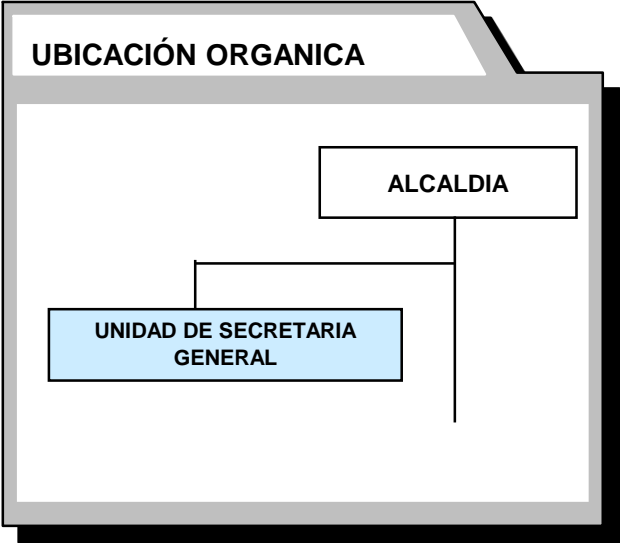 UBICACIÓN ORGANICA
ALCALDIA
UNIDAD DE SECRETARIA
GENERAL